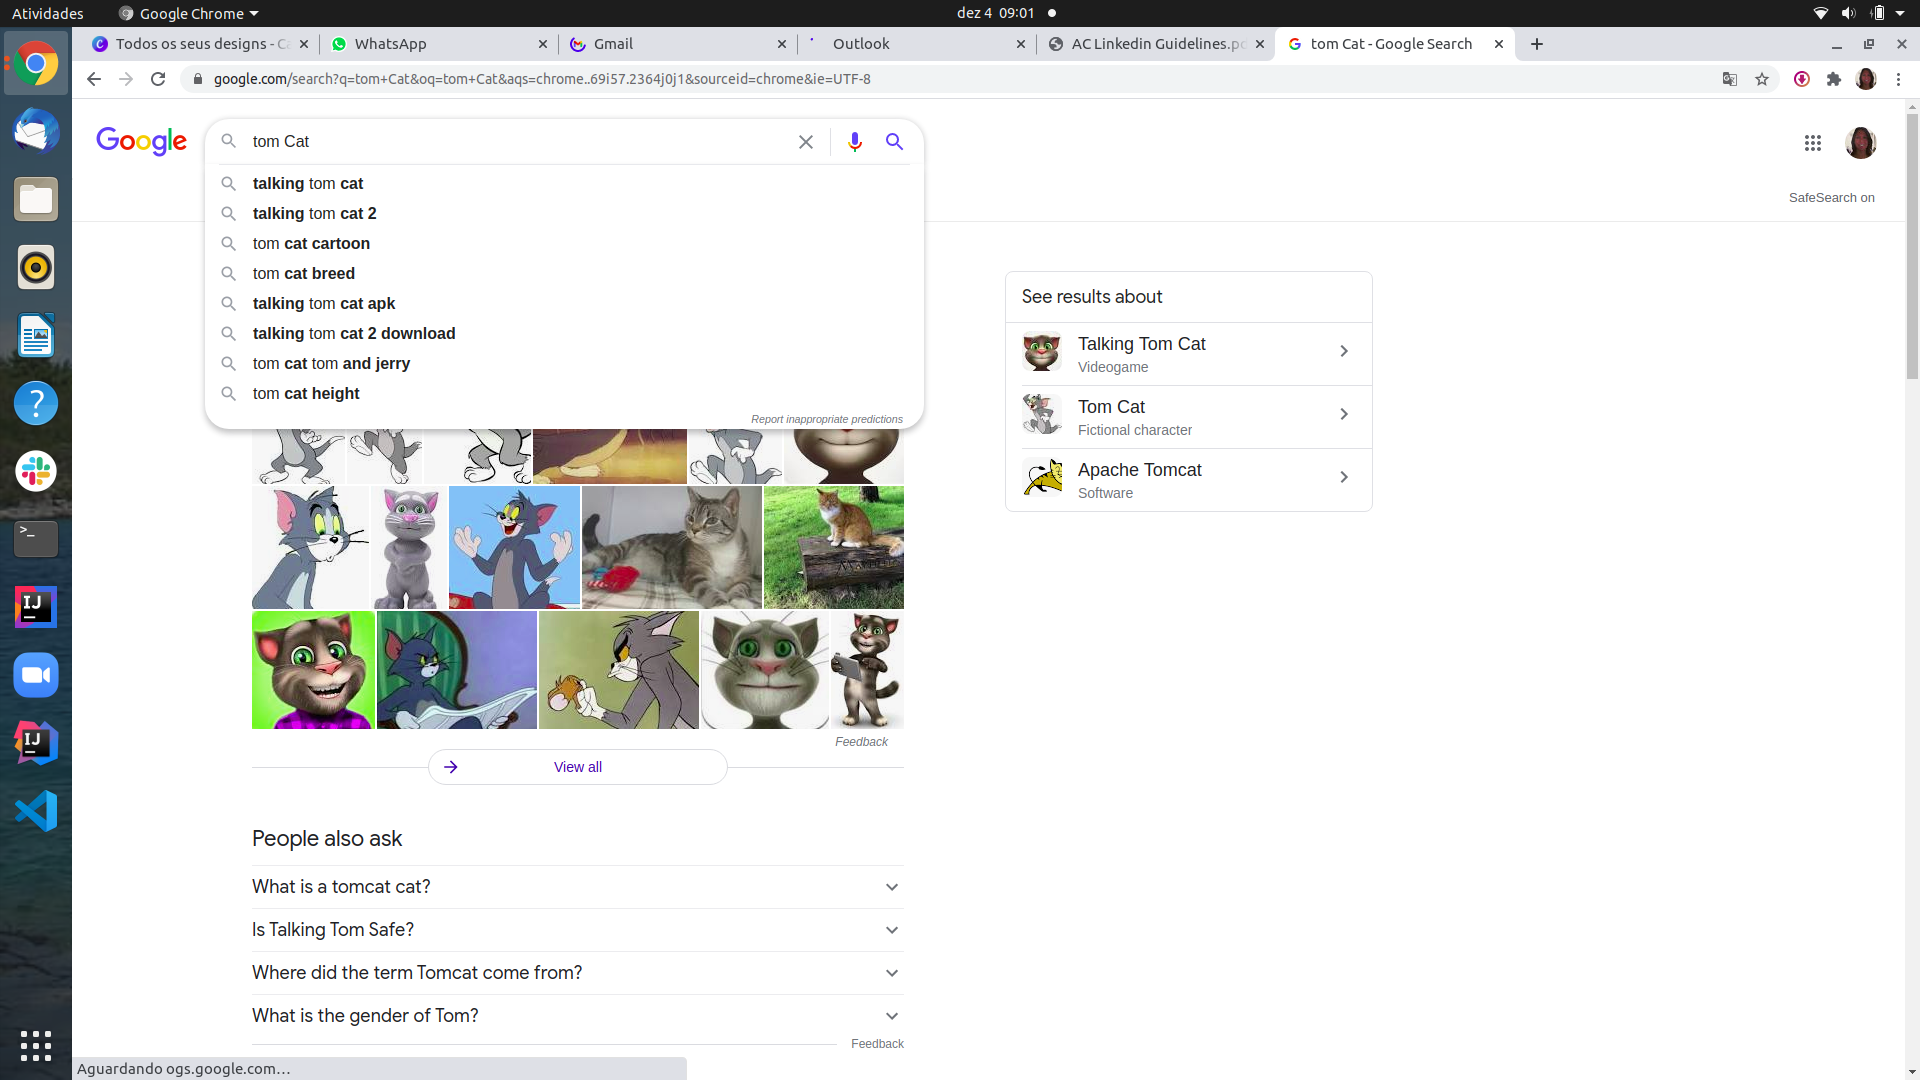 Atividades
Google Chrome
dez 4 09:01
Todos os seus designs - Ca
WhatsApp
Gmail
Outlook
AC Linkedin Guidelines.pd
tom Cat - Google Search
google.com/search?q=tom+Cat&oq=tom+Cat&aqs=chrome..69i57.2364j0j1&sourceid=chrome&ie=UTF-8
Google
tom Cat
SafeSearch on
talking tom cat
talking tom cat 2
tom cat cartoon
tom cat breed
talking tom cat apk
talking tom cat 2 download
tom cat tom and jerry
tom cat height
Report inappropriate predictions
See results about
Talking Tom Cat
Videogame
Tom Cat
Fictional character
Apache Tomcat
Software
Feedback
View all
People also ask
What is a tomcat cat?
Is Talking Tom Safe?
Where did the term Tomcat come from?
What is the gender of Tom?
Feedback
Aguardando ogs.google.com…
?
>_
IJ
IJ